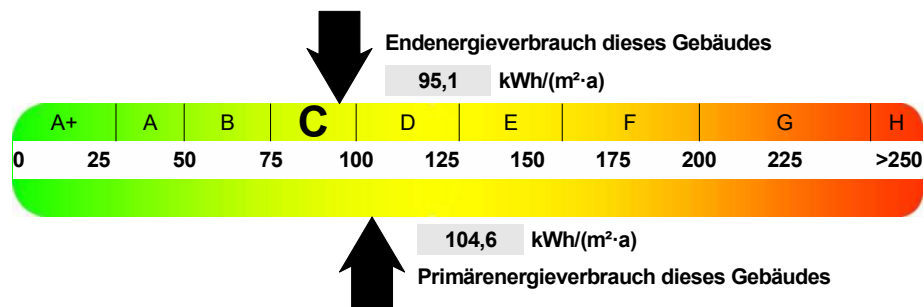 Endenergieverbrauch dieses Gebäudes
95,1 kWh/(m²·a)
A+ A B C D E F G H
0 25 50 75 100 125 150 175 200 225 >250
104,6 kWh/(m²·a)
Primärenergieverbrauch dieses Gebäudes